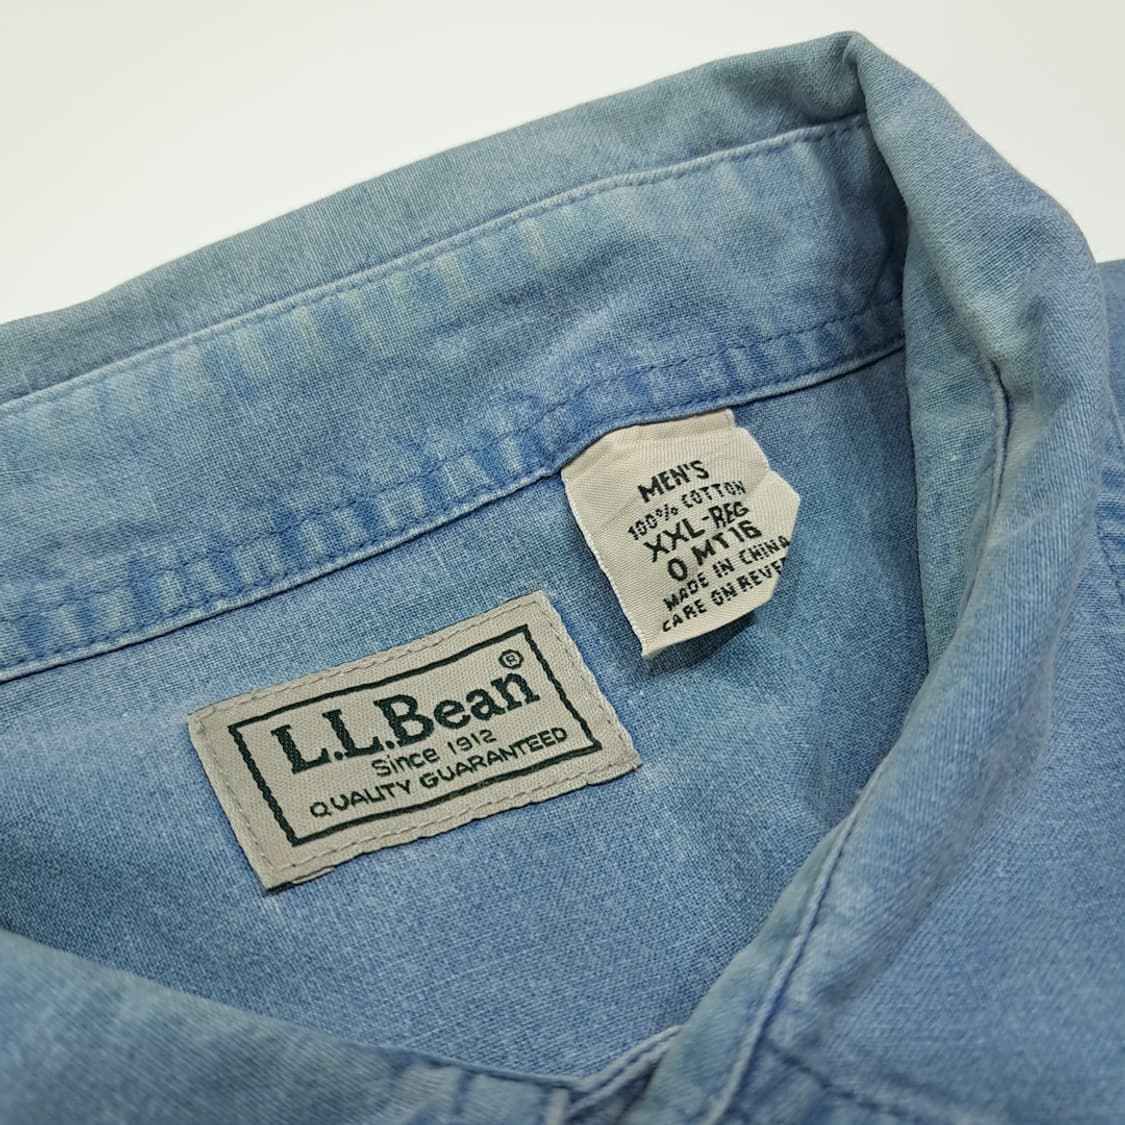 MEN'S
100% COTTON
XXL-REG
0 MT16
MADE IN CHINA
CARE ON REVE
L.L.Bean®
Since 1912
QUALITY GUARANTEED